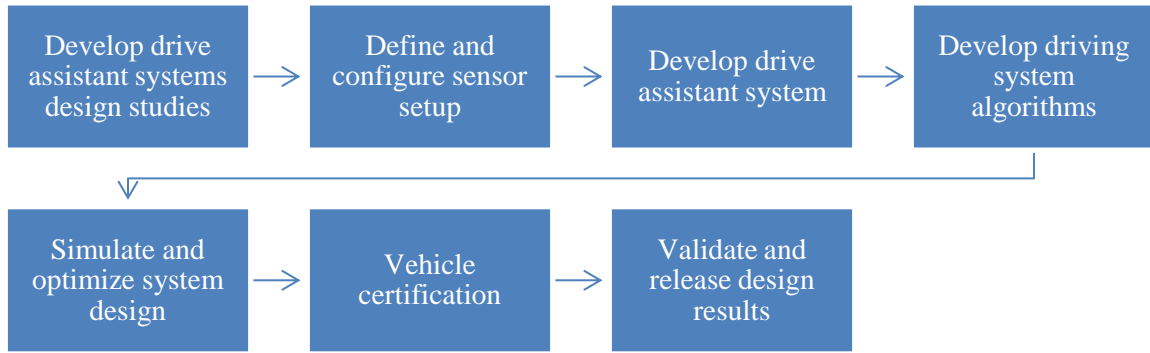 Develop drive
assistant systems
design studies
Define and
configure sensor
setup
Develop drive
assistant system
Develop driving
system
algorithms
Simulate and
optimize system
design
Vehicle
certification
Validate and
release design
results